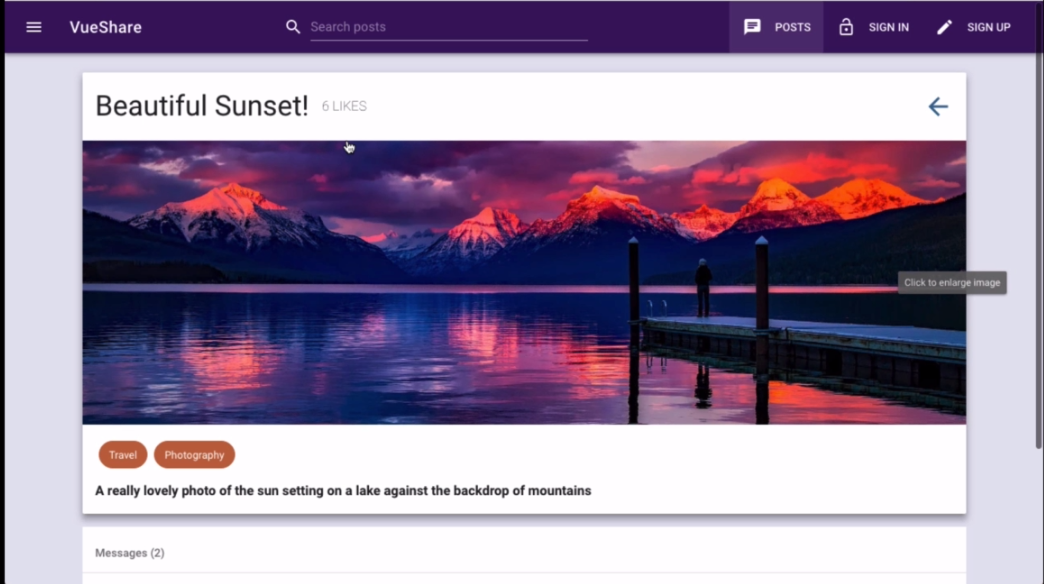 VueShare Search posts POSTS SIGN IN SIGN UP
Beautiful Sunset! 6 LIKES
Click to enlarge image
Travel Photography
A really lovely photo of the sun setting on a lake against the backdrop of mountains
Messages (2)